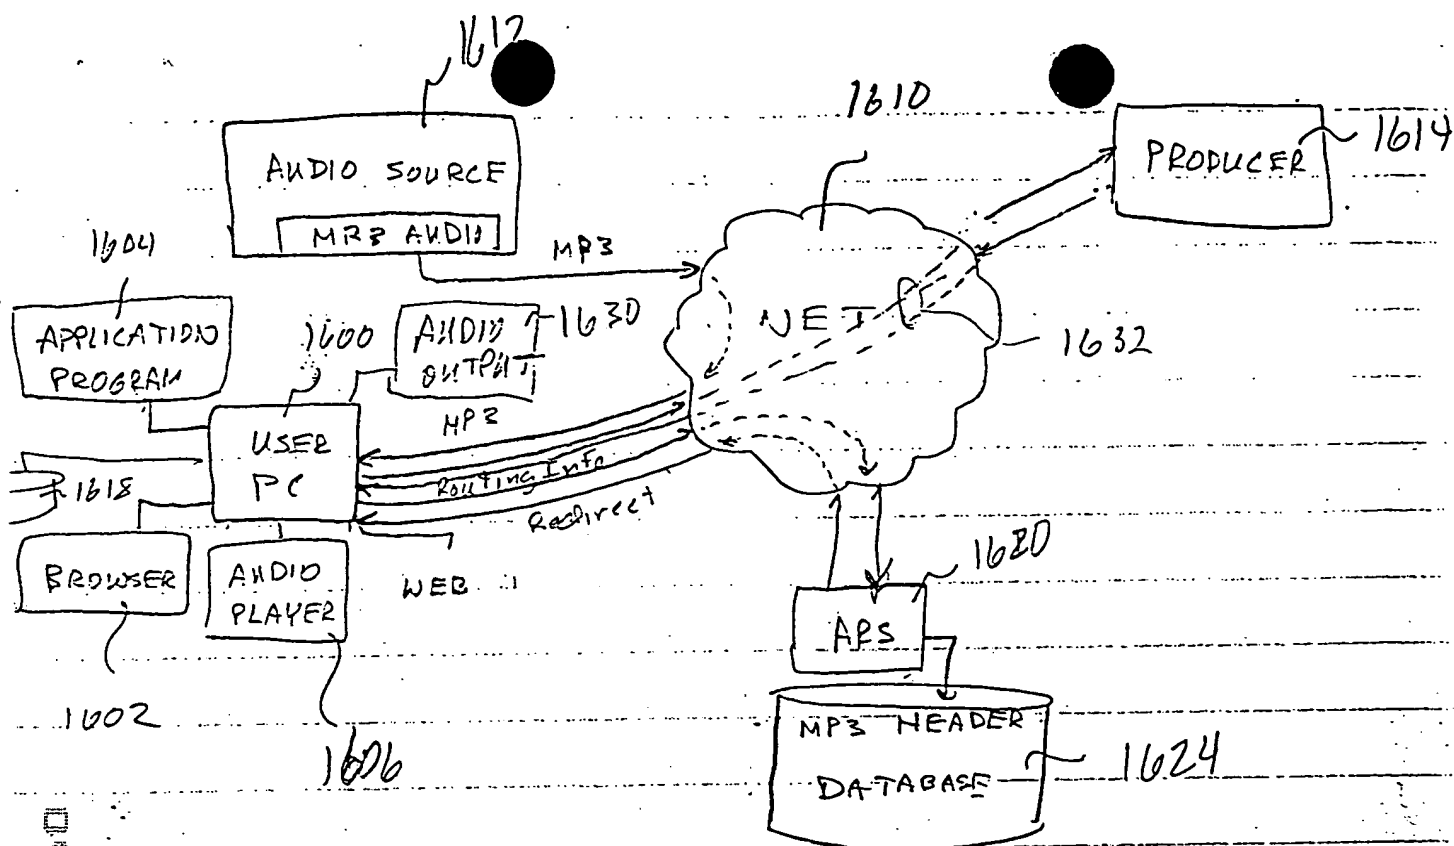 1612
1610
AUDIO SOURCE
MP3 AUDIO
PRODUCER
1614
1604
MP3
APPLICATION
PROGRAM
1600
AUDIO
OUTPUT
1630
NET
1632
MP3
USER
PC
1618
Routing Info
Redirect
BROWSER
AUDIO
PLAYER
WEB
1620
ARS
1602
1606
MP3 HEADER
DATABASE
1624